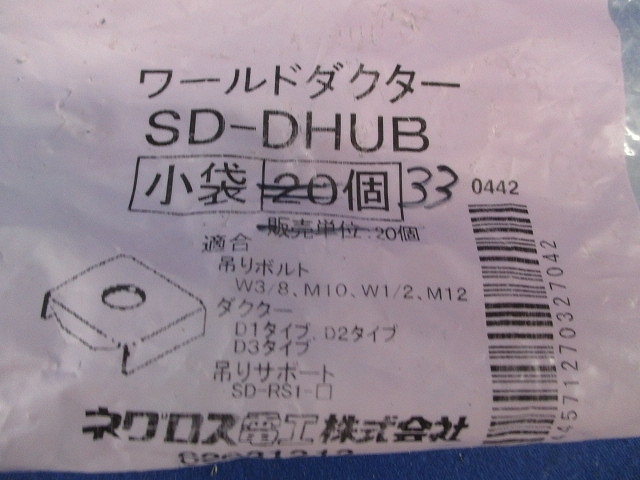 ワールドダクター
SD-DHUB
小袋 20個 33
0442
販売単位:20個
適合
吊りボルト
W3/8、M10、W1/2、M12
ダクター
D1タイプ、D2タイプ
D3タイプ
吊りサポート
SD-RS1-□
ネグロス電工株式会社
4571270327042